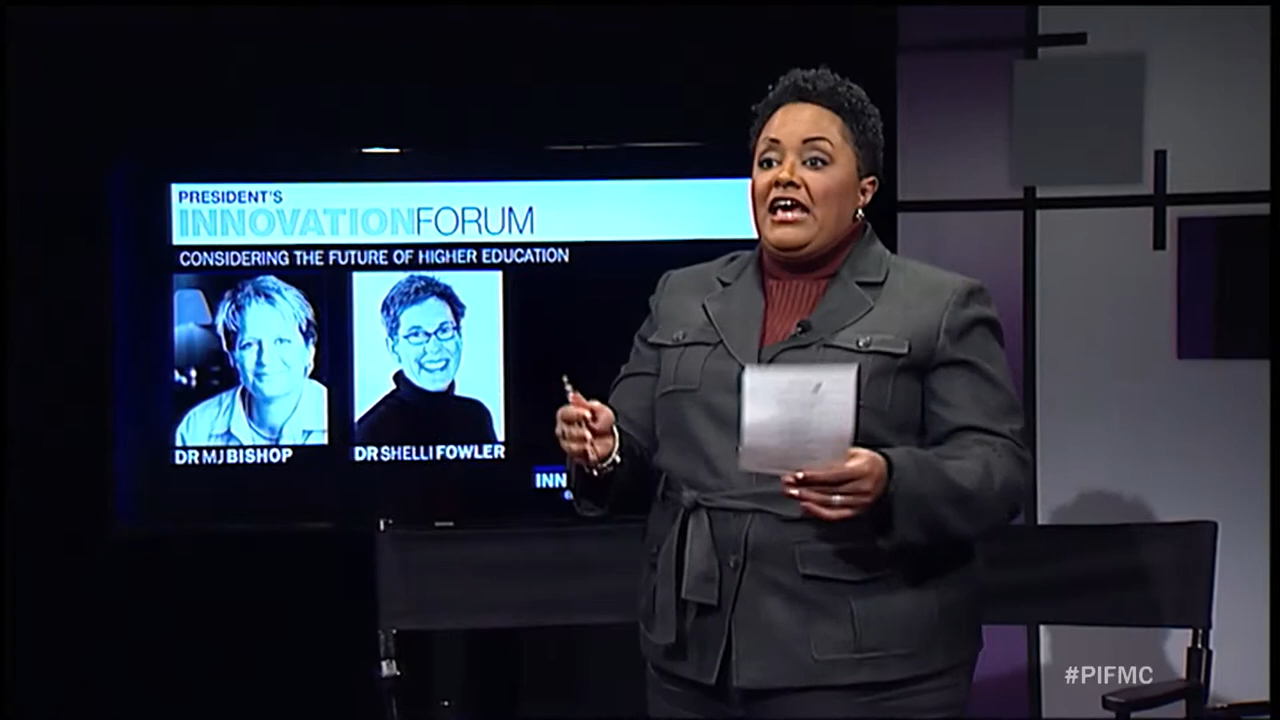 PRESIDENT'S
INNOVATIONFORUM
CONSIDERING THE FUTURE OF HIGHER EDUCATION
DR MJ BISHOP
DR SHELLI FOWLER
INN
#PIFMC